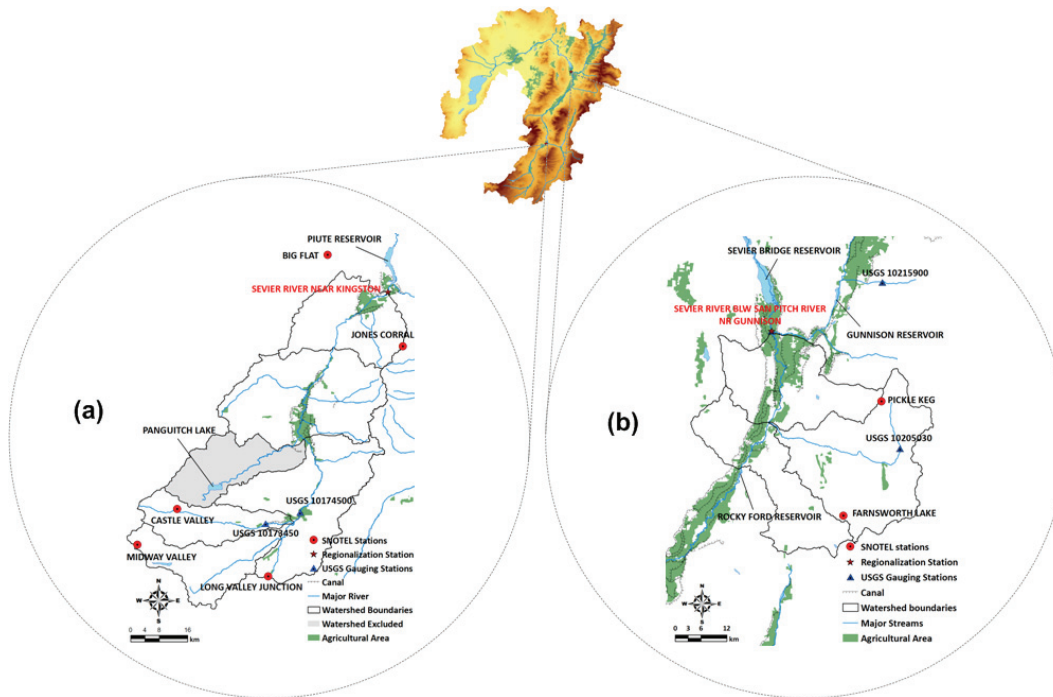 PIUTE RESERVOIR
BIG FLAT
SEVIER RIVER NEAR KINGSTON
JONES CORRAL
(a)
PANGUITCH LAKE
USGS 10174500
CASTLE VALLEY
USGS 10173450
MIDWAY VALLEY
LONG VALLEY JUNCTION
SNOTEL Stations
Regionalization Station
USGS Gauging Stations
Canal
Major River
Watershed Boundaries
Watershed Excluded
Agricultural Area
N
W
E
S
0 4 8 16
km
SEVIER BRIDGE RESERVOIR
USGS 10215900
SEVIER RIVER BLW SAN PITCH RIVER
NR GUNNISON
GUNNISON RESERVOIR
(b)
PICKLE KEG
USGS 10205030
ROCKY FORD RESERVOIR
FARNSWORTH LAKE
SNOTEL stations
Regionalization Station
USGS Gauging Stations
Canal
Watershed boundaries
Major Streams
Agricultural Area
N
W
E
S
0 3 6 12
km